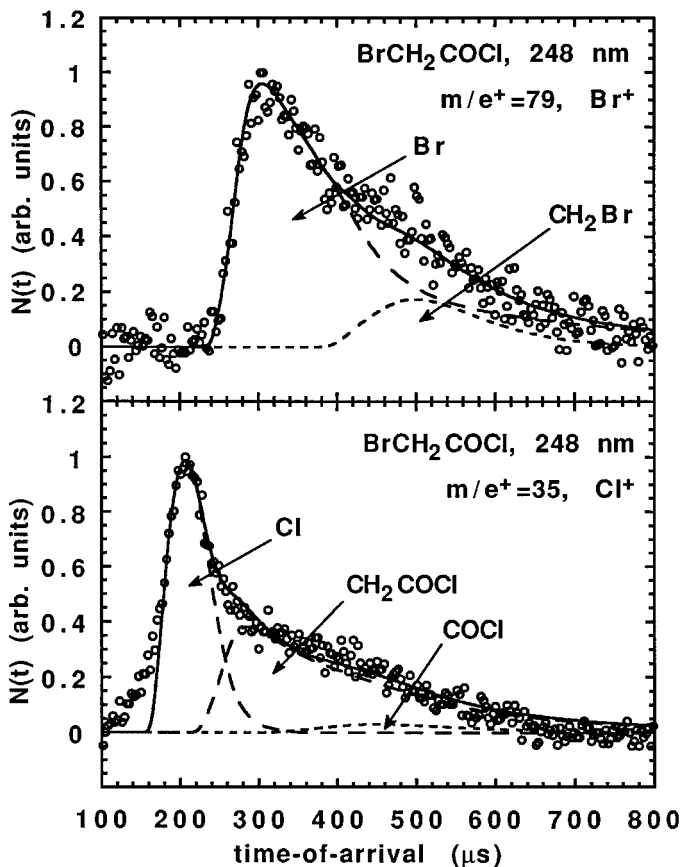 1.2
BrCH2COCl, 248 nm
1
m/e+=79, Br+
0.8
Br
0.6
CH2Br
0.4
0.2
0
N(t) (arb. units)
1.2
BrCH2COCl, 248 nm
1
m/e+=35, Cl+
0.8
Cl
0.6
CH2COCl
0.4
COCl
0.2
0
N(t) (arb. units)
100 200 300 400 500 600 700 800
time-of-arrival (μs)